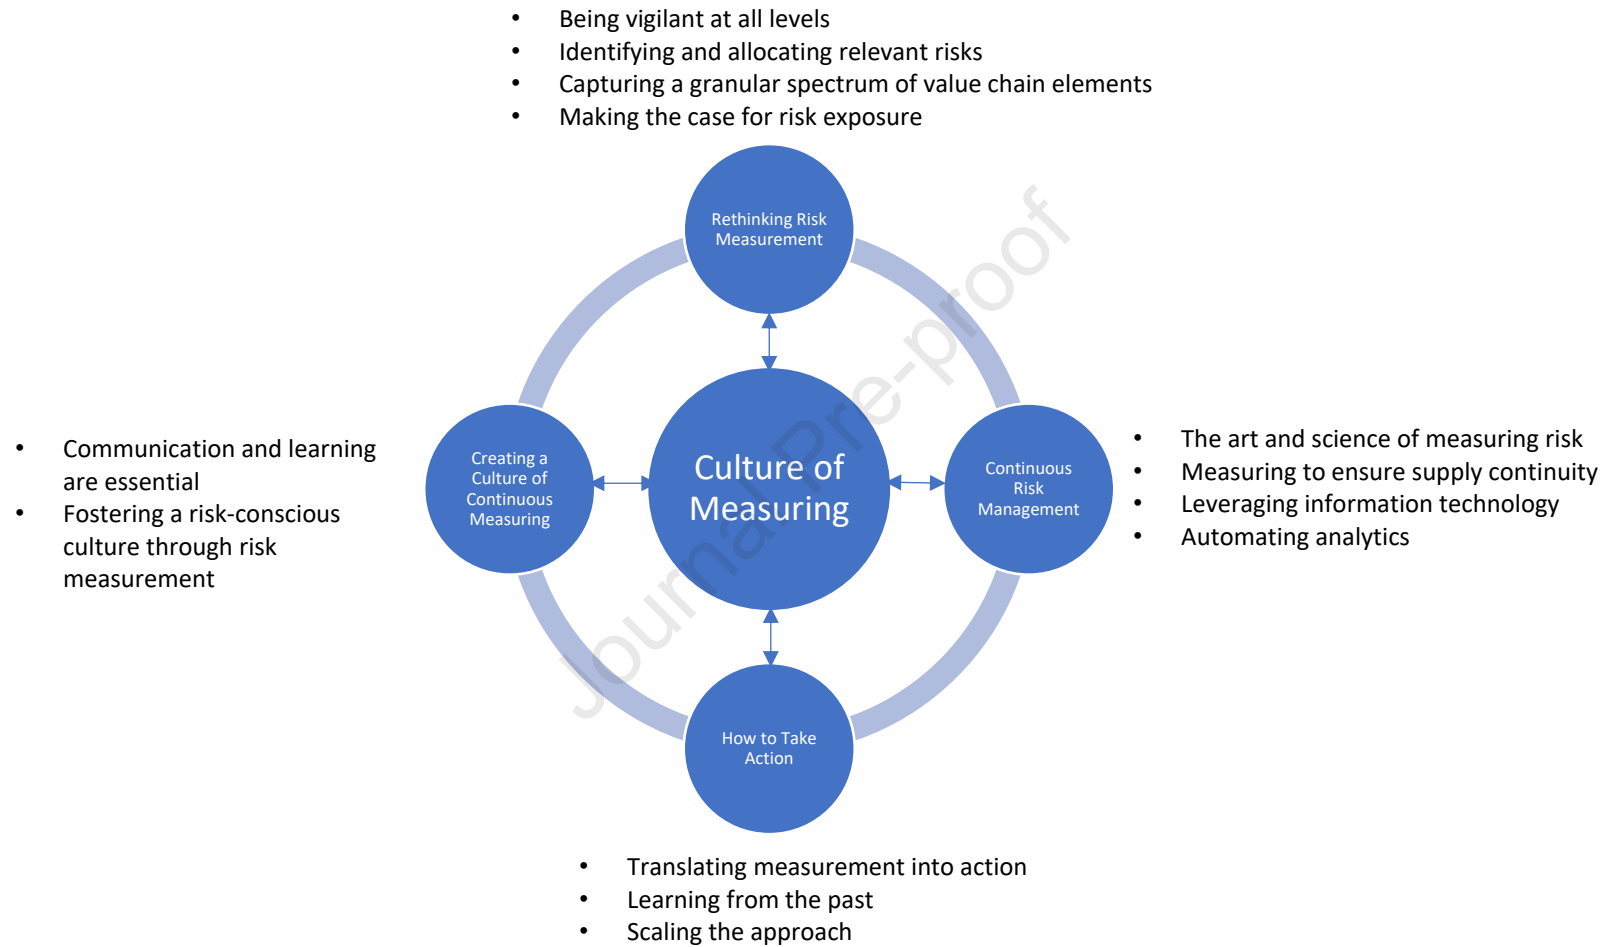 • Being vigilant at all levels
• Identifying and allocating relevant risks
• Capturing a granular spectrum of value chain elements
• Making the case for risk exposure
Rethinking Risk
Measurement
• Communication and learning
are essential
• Fostering a risk-conscious
culture through risk
measurement
Creating a
Culture of
Continuous
Measuring
Culture of
Measuring
Continuous
Risk
Management
• The art and science of measuring risk
• Measuring to ensure supply continuity
• Leveraging information technology
• Automating analytics
How to Take
Action
• Translating measurement into action
• Learning from the past
• Scaling the approach
Journal Pre-proof